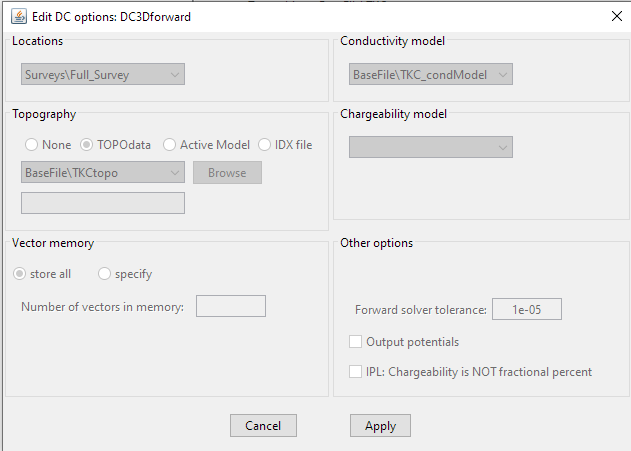 Edit DC options: DC3Dforward
Locations
Surveys\Full_Survey
Conductivity model
BaseFile\TKC_condModel
Topography
None TOPOdata Active Model IDX file
BaseFile\TKCtopo Browse
Chargeability model
Vector memory
store all specify
Number of vectors in memory:
Other options
Forward solver tolerance: 1e-05
Output potentials
IPL: Chargeability is NOT fractional percent
Cancel Apply